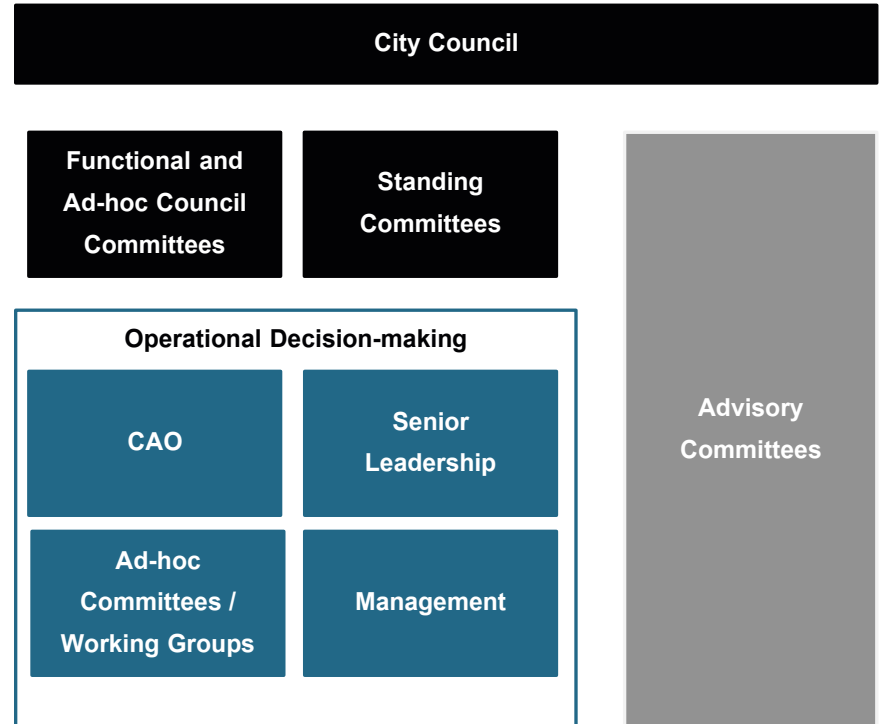 City Council
Functional and
Ad-hoc Council
Committees
Standing
Committees
Operational Decision-making
CAO
Senior
Leadership
Ad-hoc
Committees /
Working Groups
Management
Advisory
Committees